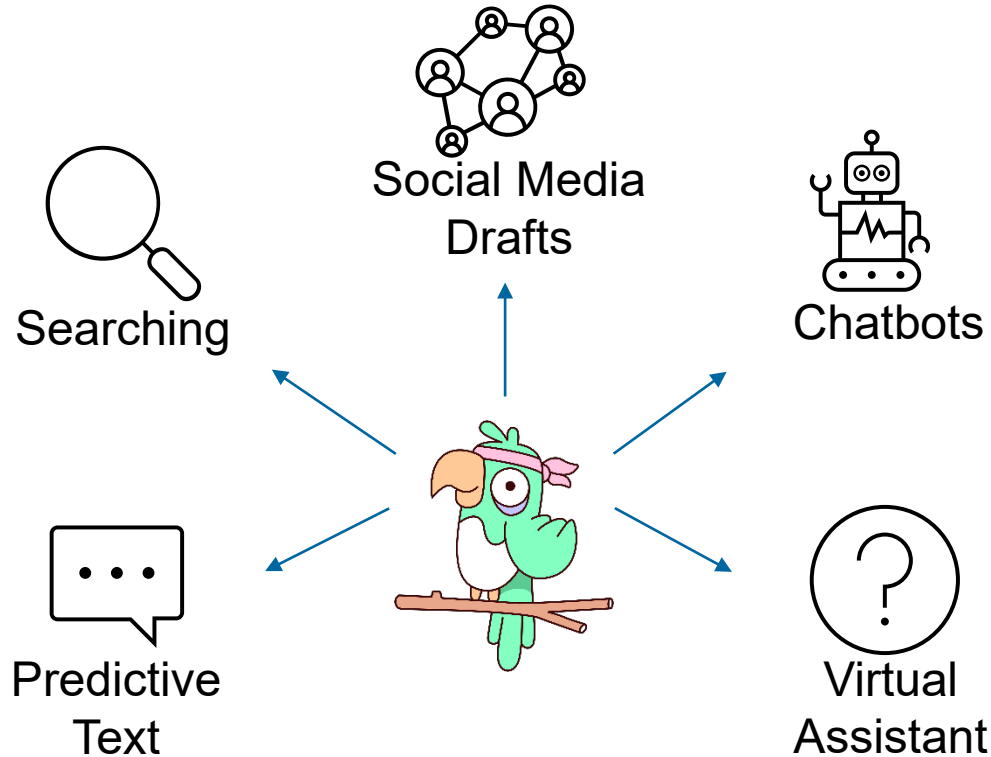 Social Media
Drafts
Searching
Chatbots
Predictive
Text
Virtual
Assistant